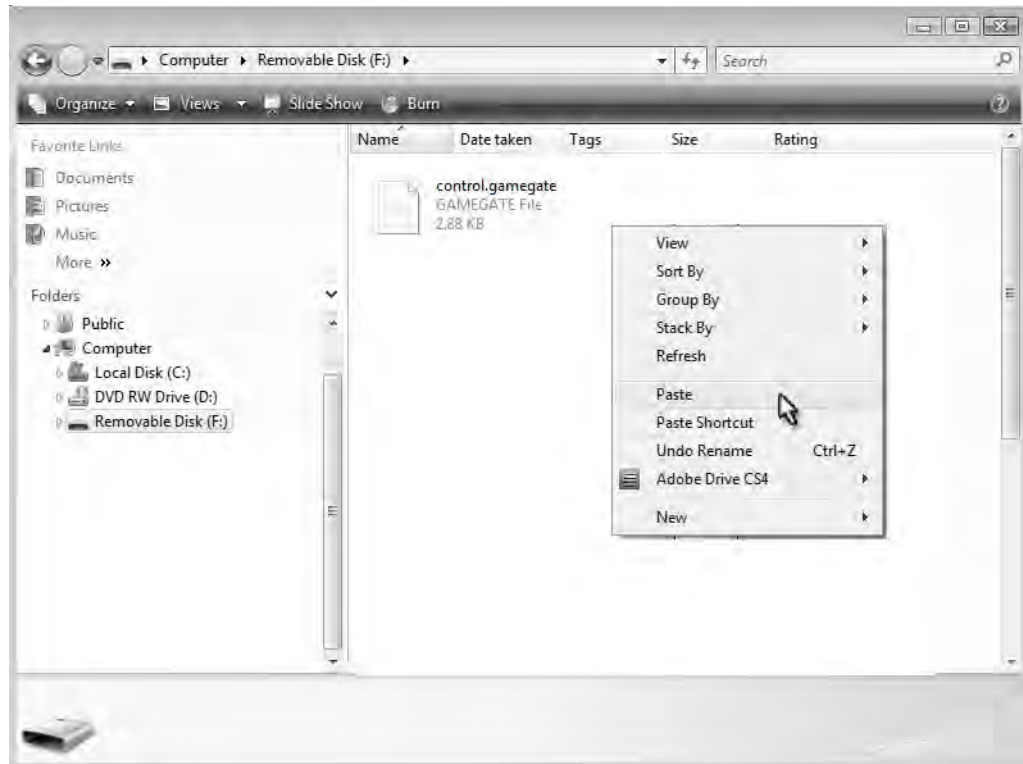 Computer Removable Disk (F:)
Search
Organize Views Slide Show Burn
Favorite Links
Documents
Pictures
Music
More »
Folders
Public
Computer
Local Disk (C:)
DVD RW Drive (D:)
Removable Disk (F:)
Name Date taken Tags Size Rating
control.gamegate
GAMEGATE File
2,88 KB
View
Sort By
Group By
Stack By
Refresh
Paste
Paste Shortcut
Undo Rename Ctrl+Z
Adobe Drive CS4
New